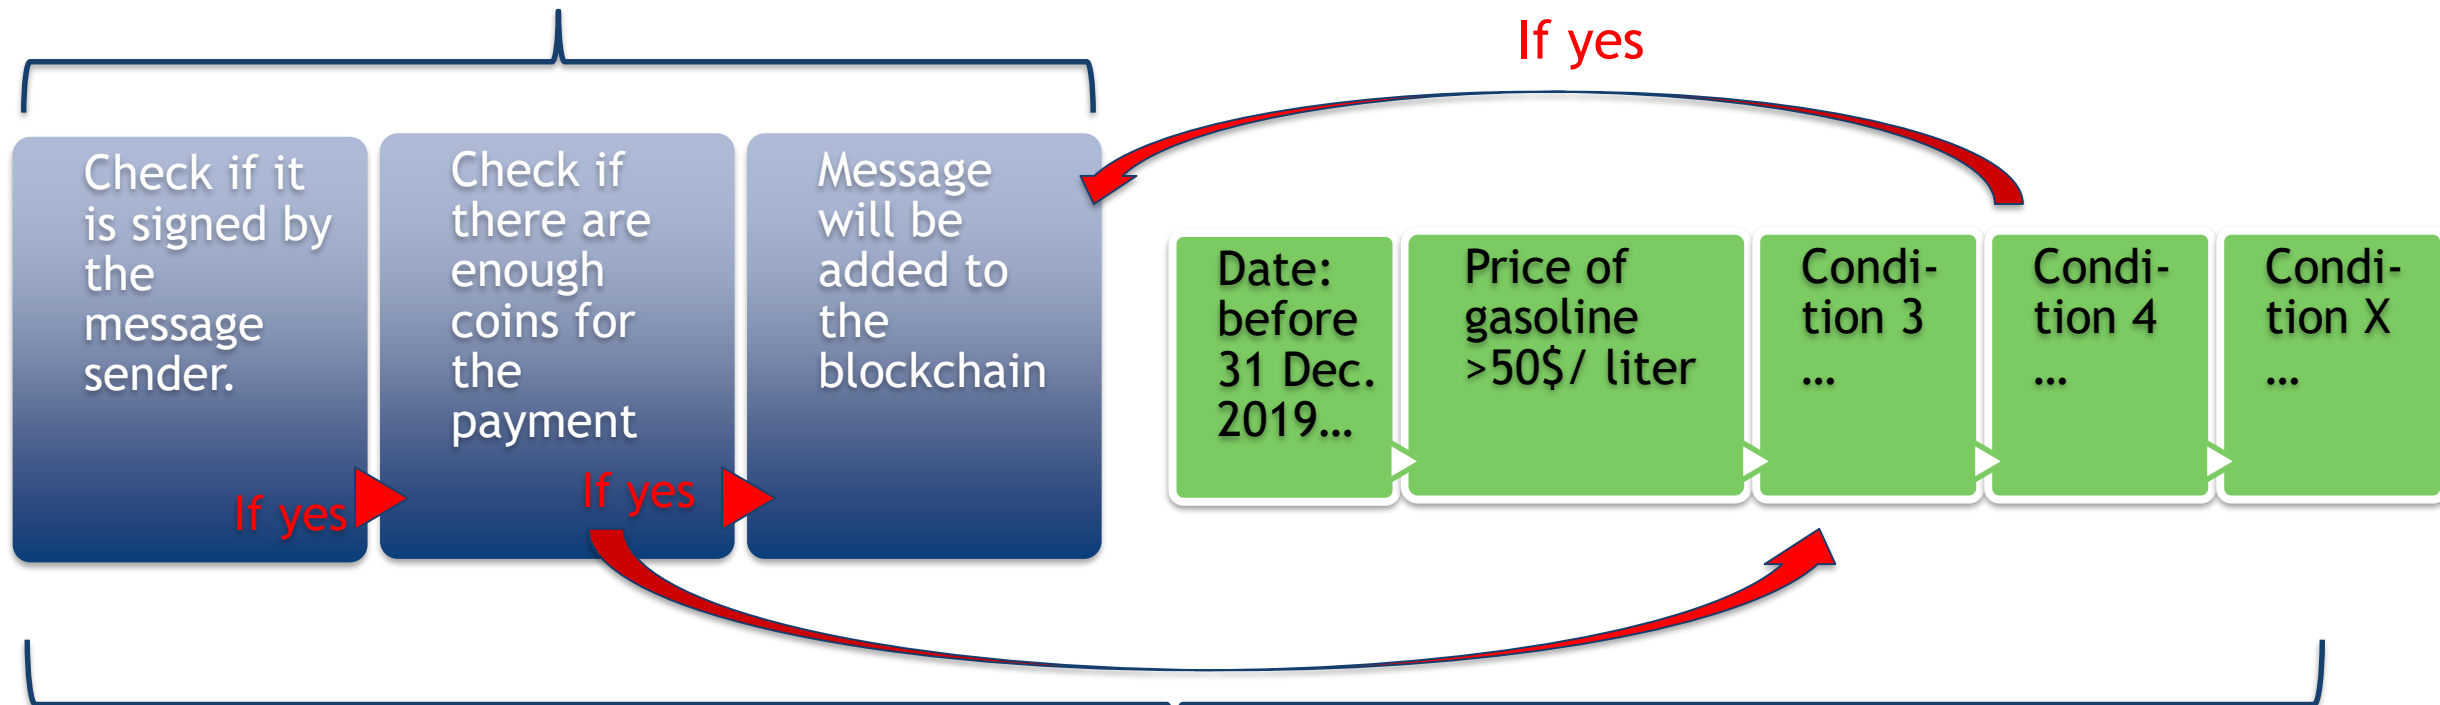 If yes
Check if it
is signed by
the
message
sender.
If yes
Check if
there are
enough
coins for
the
payment
If yes
Message
will be
added to
the
blockchain
Date:
before
31 Dec.
2019…
Price of
gasoline
>50$/ liter
Condi-
tion 3
…
Condi-
tion 4
…
Condi-
tion X
…